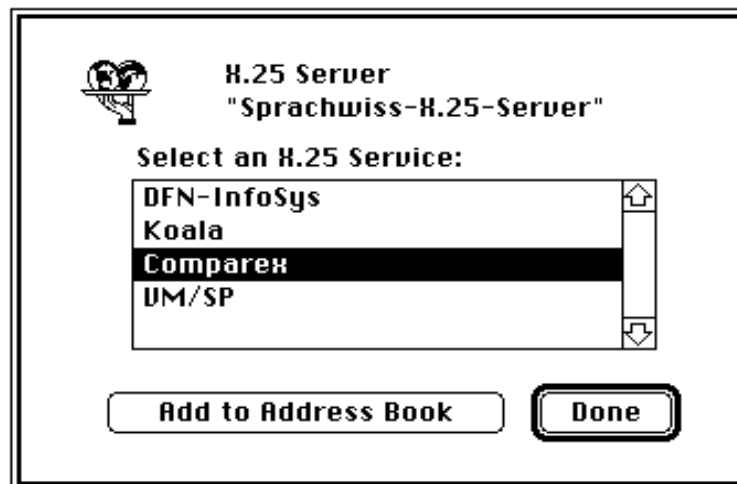 X.25 Server
"Sprachwiss-X.25-Server"
Select an X.25 Service:
DFN-InfoSys
Koala
Comparex
VM/SP
Add to Address Book
Done